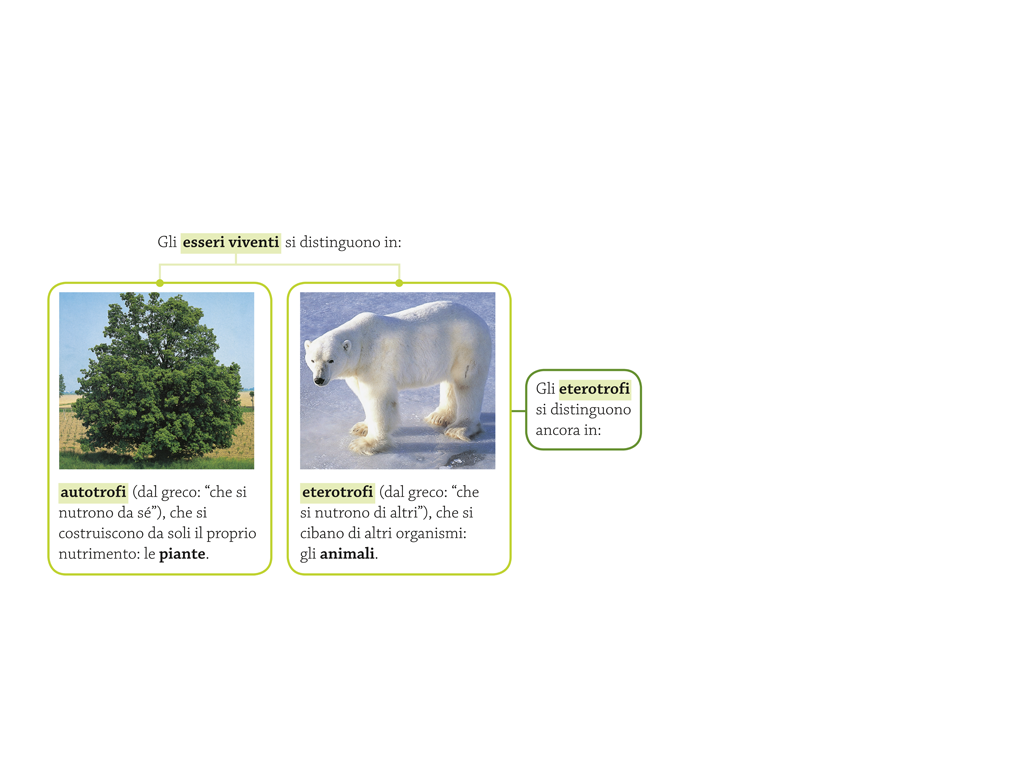 Gli esseri viventi si distinguono in:
autotrofi (dal greco: “che si
nutrono da sé”), che si
costruiscono da soli il proprio
nutrimento: le piante.
eterotrofi (dal greco: “che
si nutrono di altri”), che si
cibano di altri organismi:
gli animali.
Gli eterotrofi
si distinguono
ancora in: